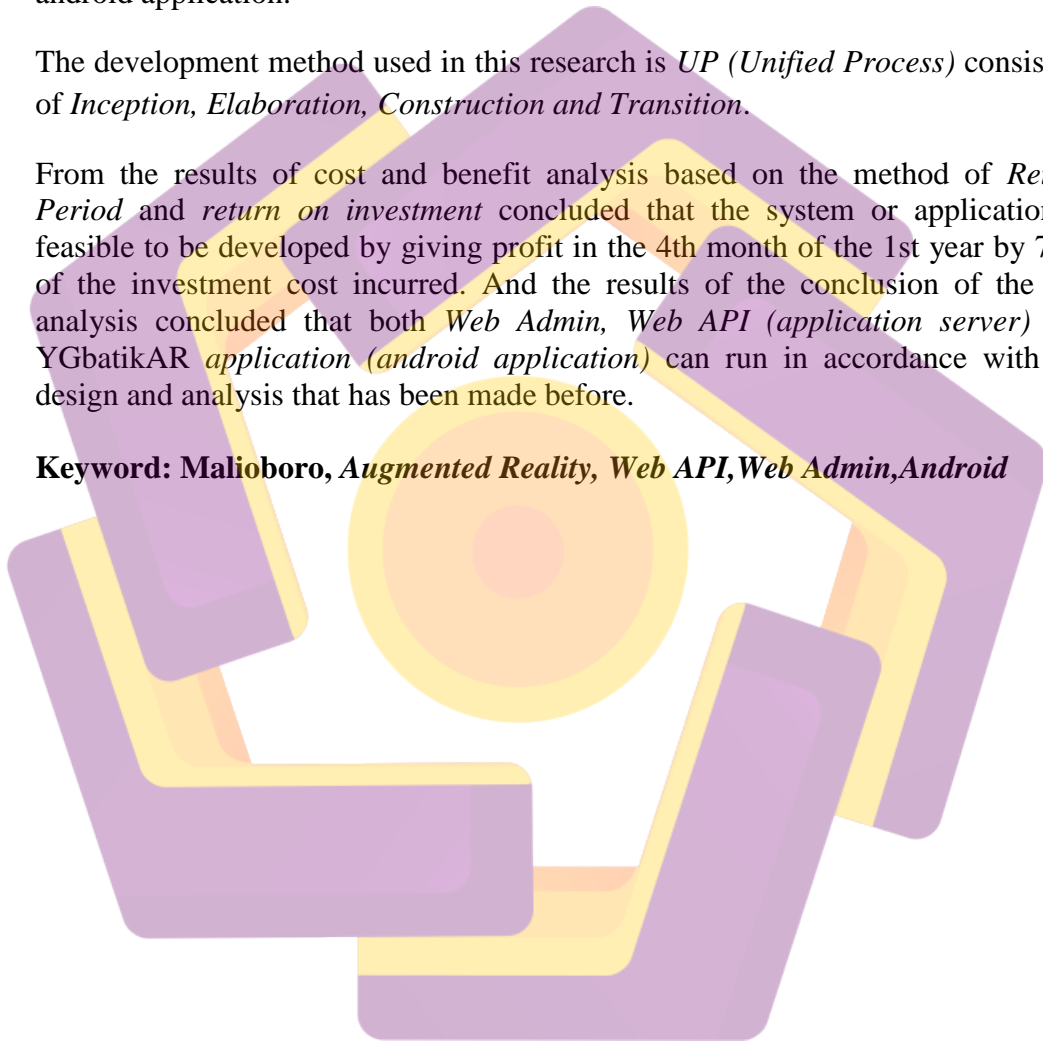 android application.
The development method used in this research is UP (Unified Process)
of Inception, Elaboration, Construction and Transition.
From the results of cost and benefit analysis based on the method of
Period and return on investment concluded that the system or application
feasible to be developed by giving profit in the 4th month of the 1st year by
of the investment cost incurred. And the results of the conclusion of the
analysis concluded that both Web Admin, Web API (application server)
YGbatikAR application (android application) can run in accordance with
design and analysis that has been made before.
Keyword: Malioboro, Augmented Reality, Web API,Web Admin,Android